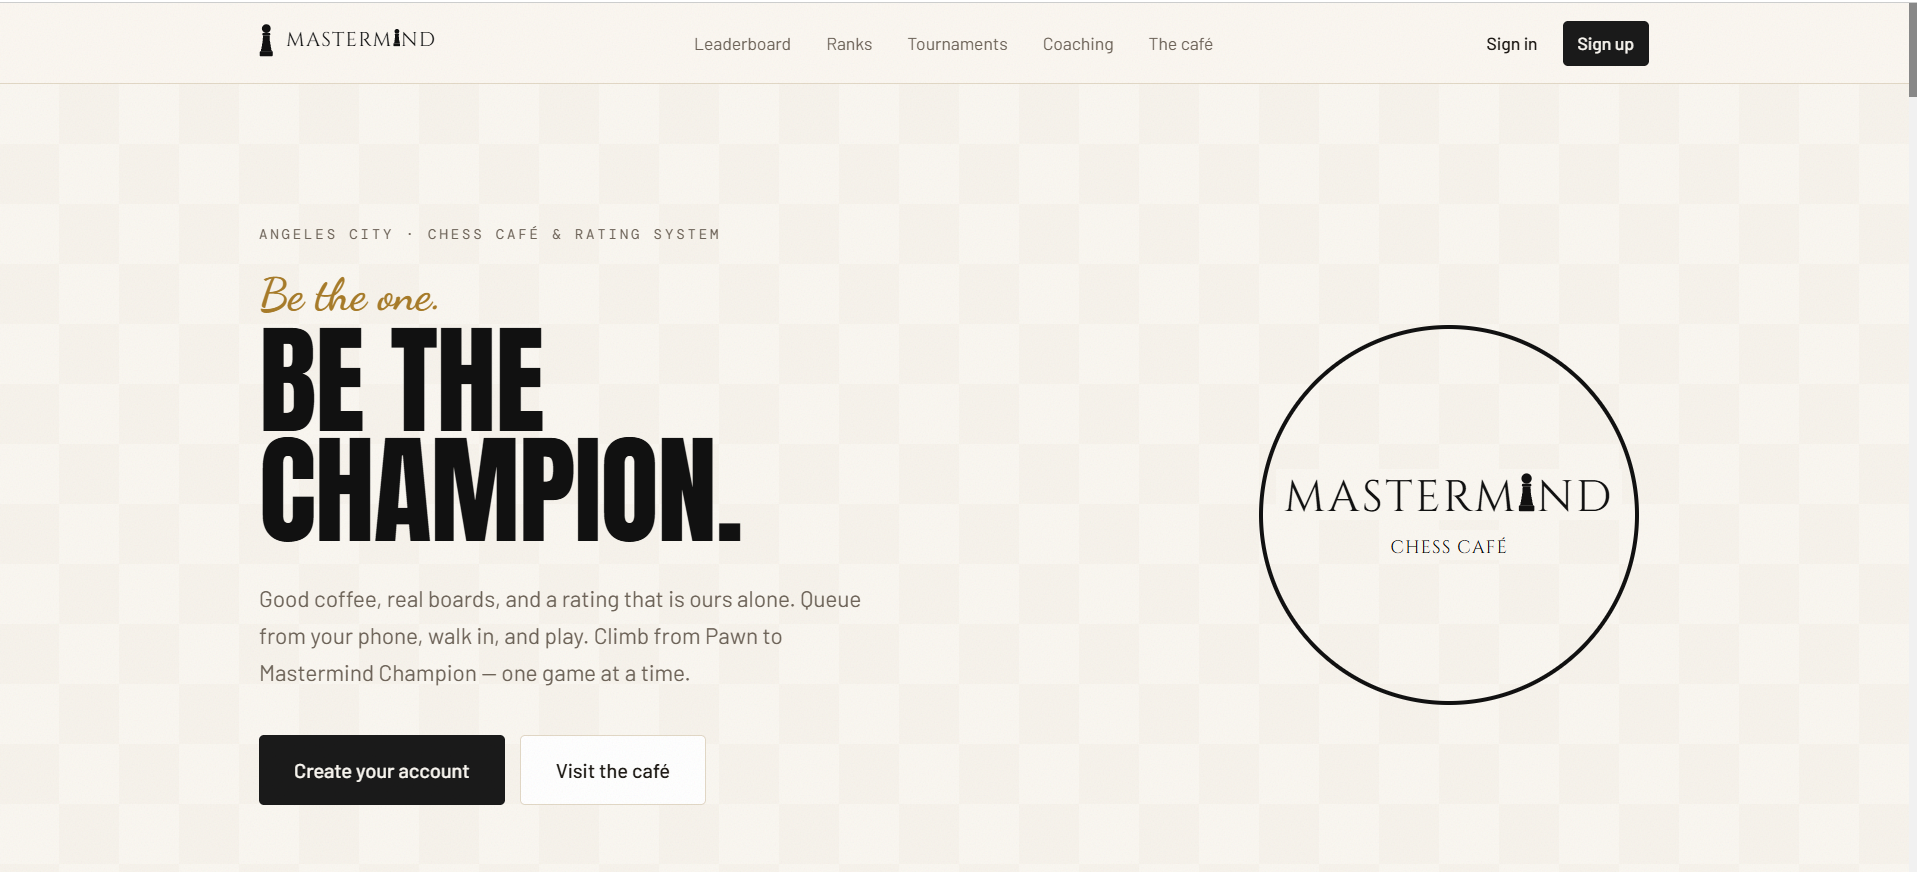 MASTERMIND
Leaderboard
Ranks
Tournaments
Coaching
The café
Sign in
Sign up
ANGELES CITY · CHESS CAFÉ & RATING SYSTEM
Be the one.
BE THE
CHAMPION.
Good coffee, real boards, and a rating that is ours alone. Queue
from your phone, walk in, and play. Climb from Pawn to
Mastermind Champion — one game at a time.
Create your account
Visit the café
MASTERMIND
CHESS CAFÉ